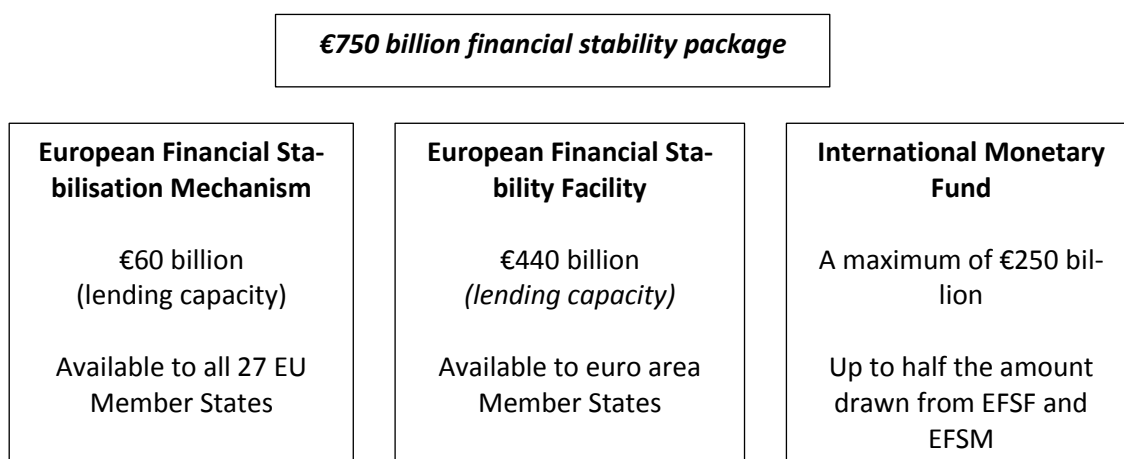 €750 billion financial stability package
European Financial Sta-
bilisation Mechanism
€60 billion
(lending capacity)
Available to all 27 EU
Member States
European Financial Sta-
bility Facility
€440 billion
(lending capacity)
Available to euro area
Member States
International Monetary
Fund
A maximum of €250 bil-
lion
Up to half the amount
drawn from EFSF and
EFSM